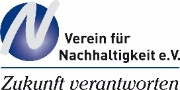 N
Verein für
Nachhaltigkeit e.V.
Zukunft verantworten